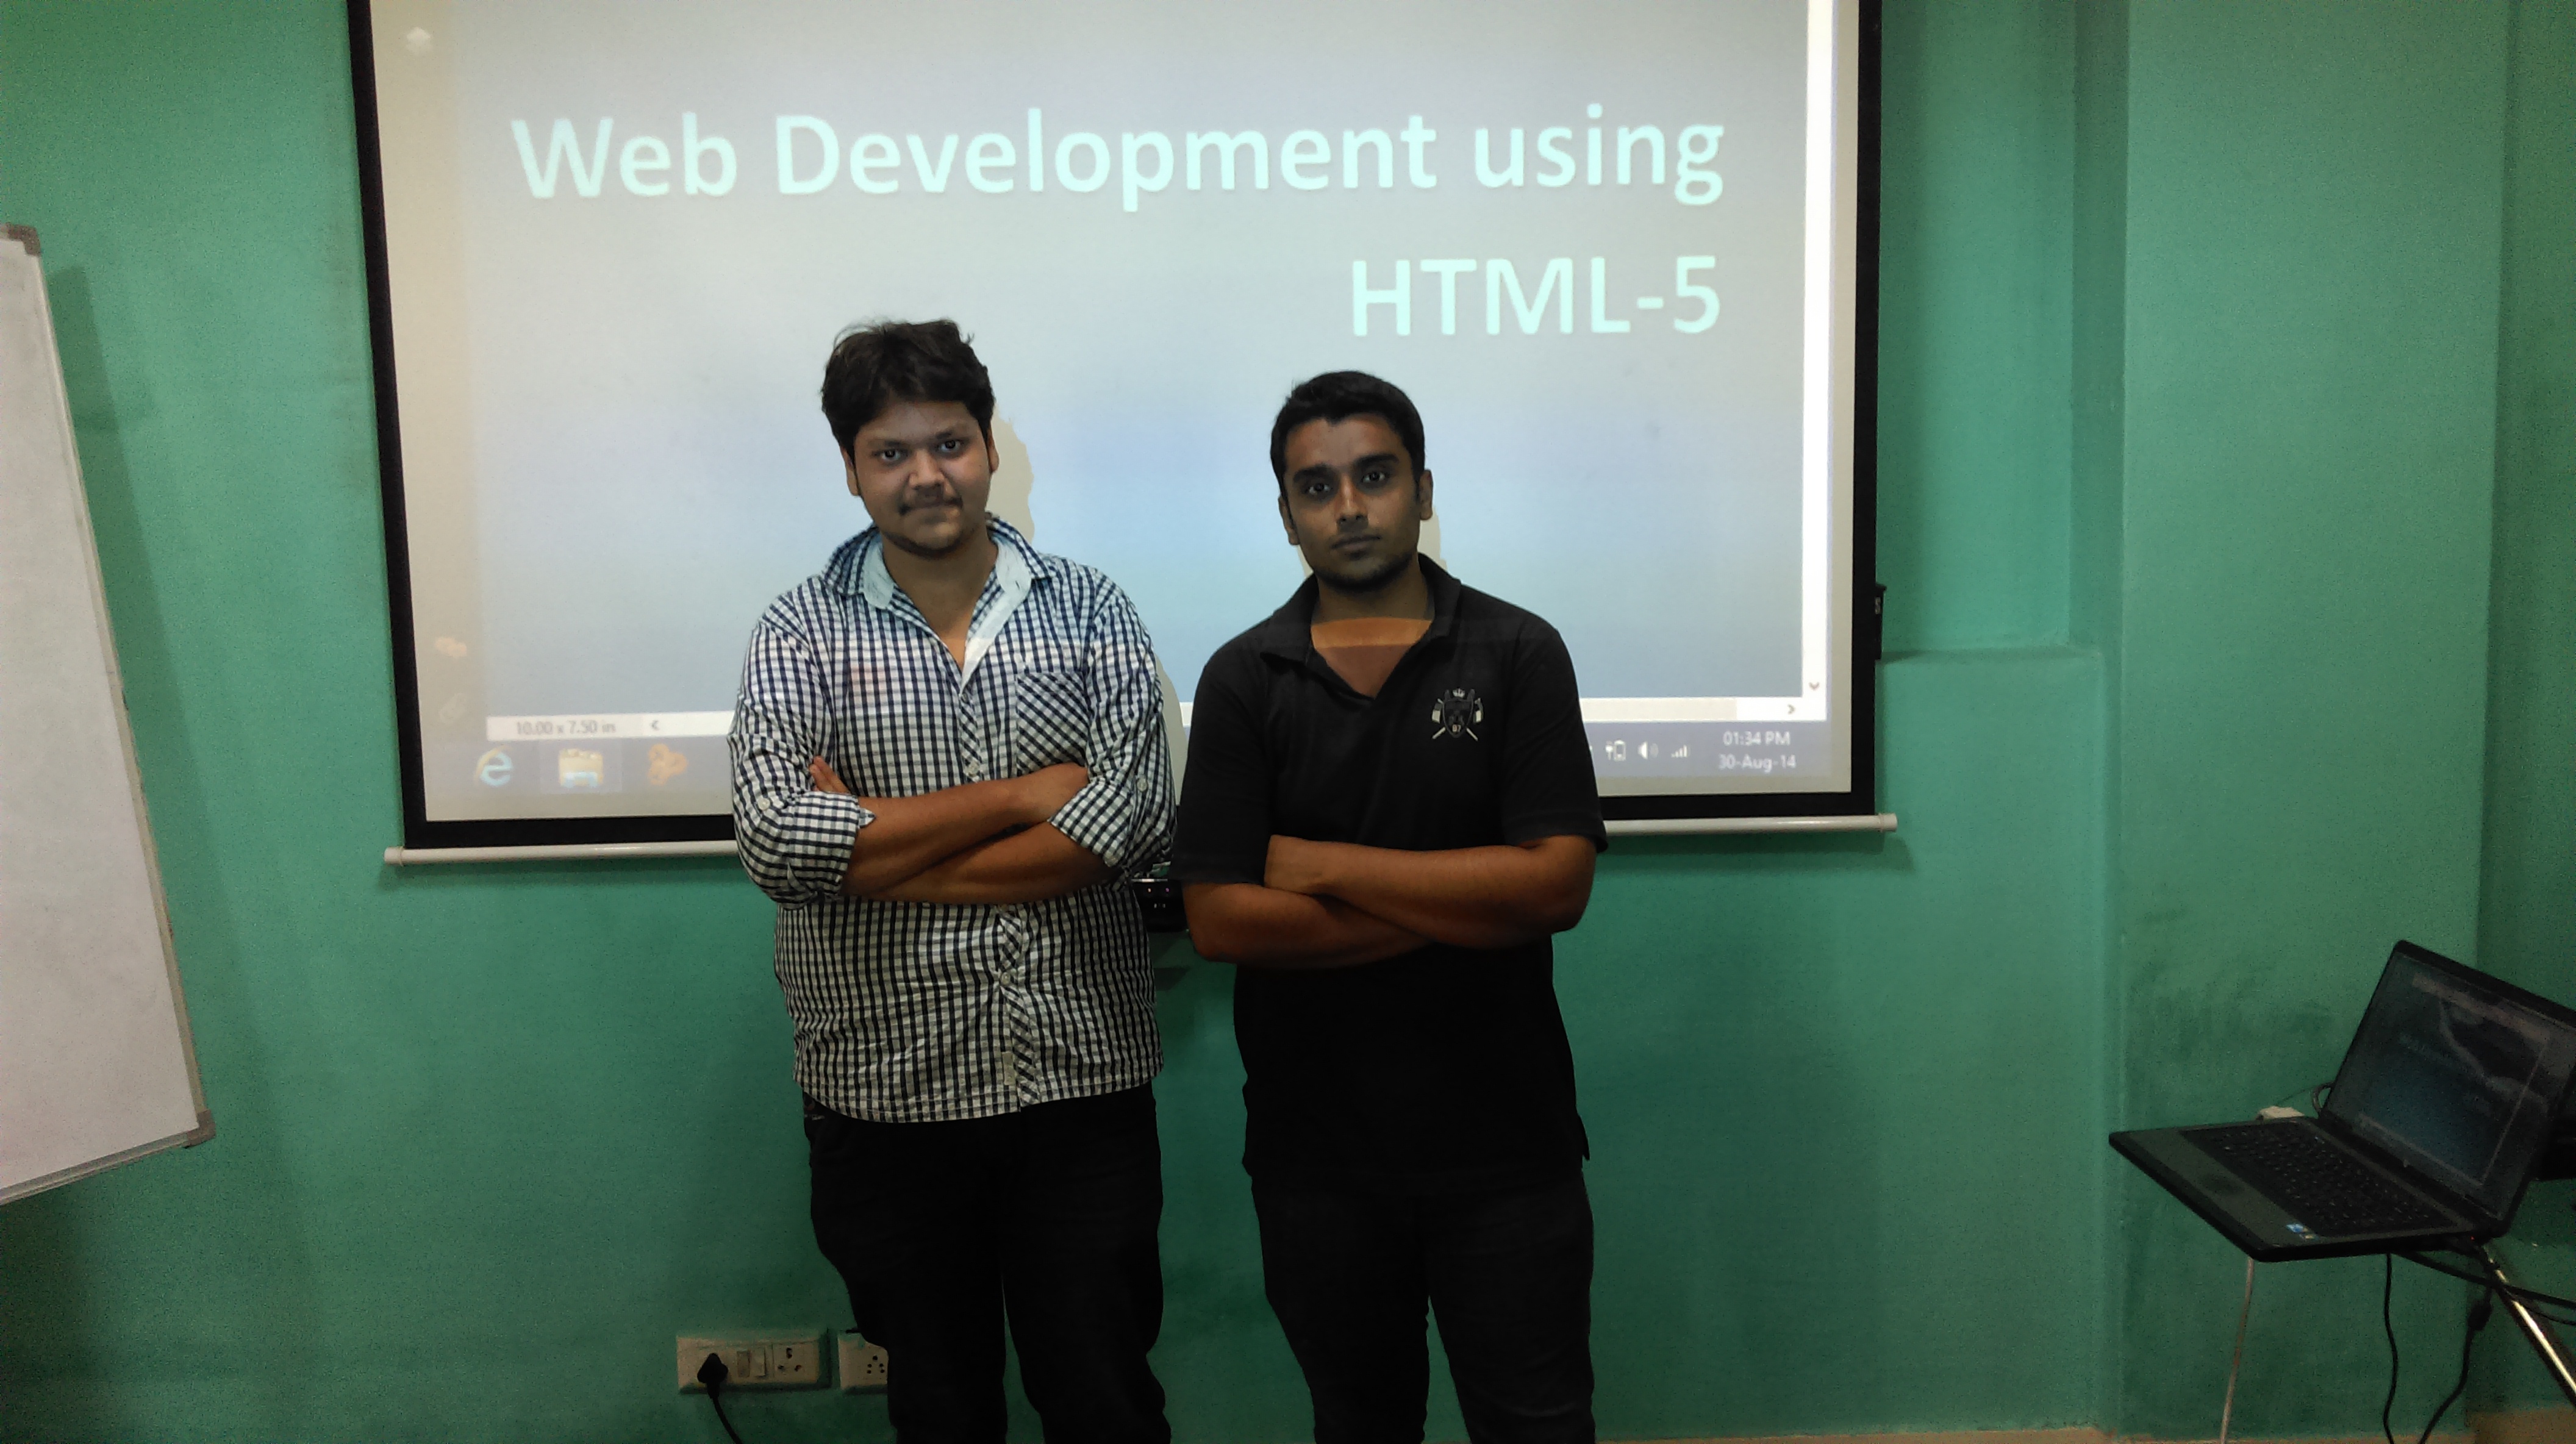 Web Development using
HTML-5
10.00 x 7.50 in
01:34 PM
30-Aug-14